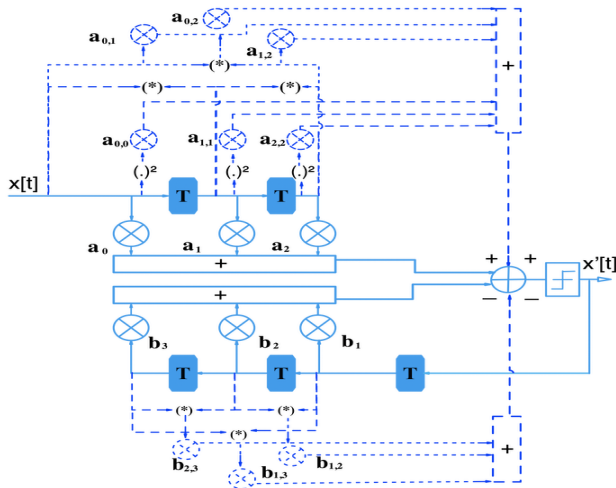 a0,2
a0,1
a1,2
(*)
+
(*) (*)
a0,0 a1,1 a2,2
(.)² (.)² (.)²
x[t] T T
a0 a1 a2
+
+ +
x'[t]
+
− −
b3 b2 b1
T T T
(*) (*)
(*)
+
b2,3 b1,2
b1,3